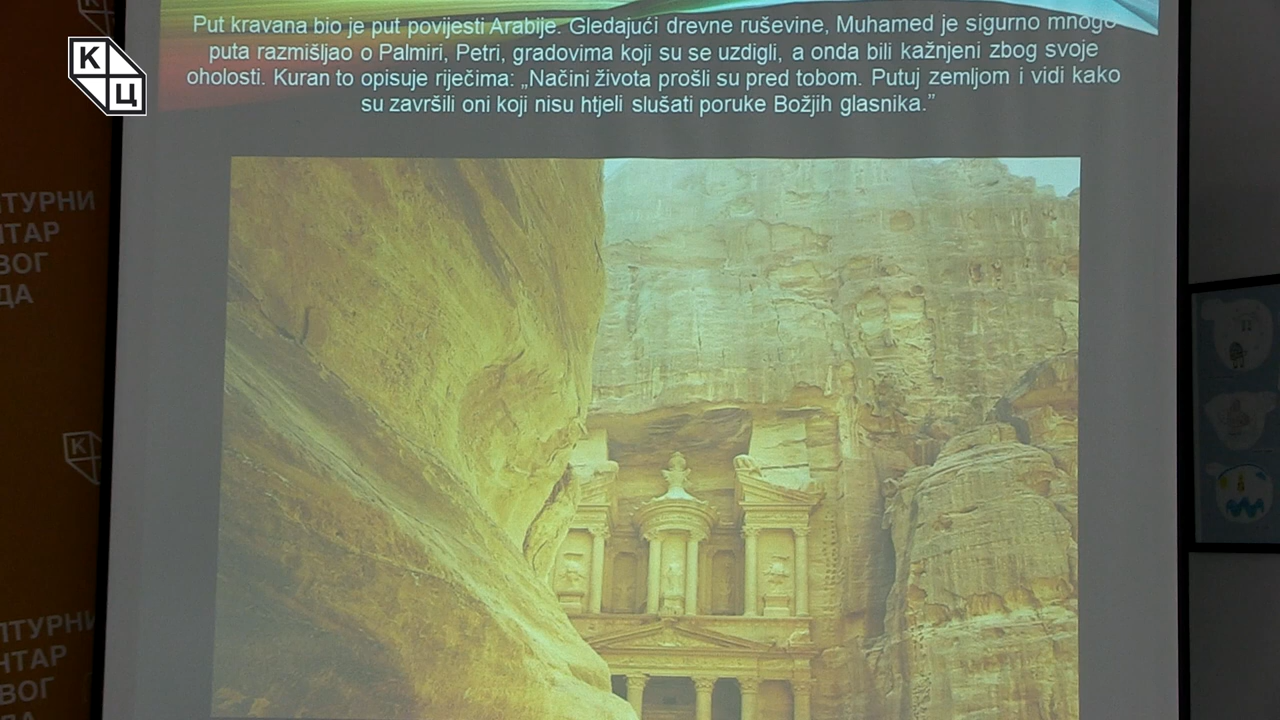 Put kravana bio je put povijesti Arabije. Gledajući drevne ruševine, Muhamed je sigurno mnogo
puta razmišljao o Palmiri, Petri, gradovima koji su se uzdigli, a onda bili kažnjeni zbog svoje
oholosti. Kuran to opisuje riječima: „Načini života prošli su pred tobom. Putuj zemljom i vidi kako
su završili oni koji nisu htjeli slušati poruke Božjih glasnika.”
К
Ц
ТУРНИ
НТАР
ВОГ
ДА
К
ЛТУРНИ
НТАР
ВОГ